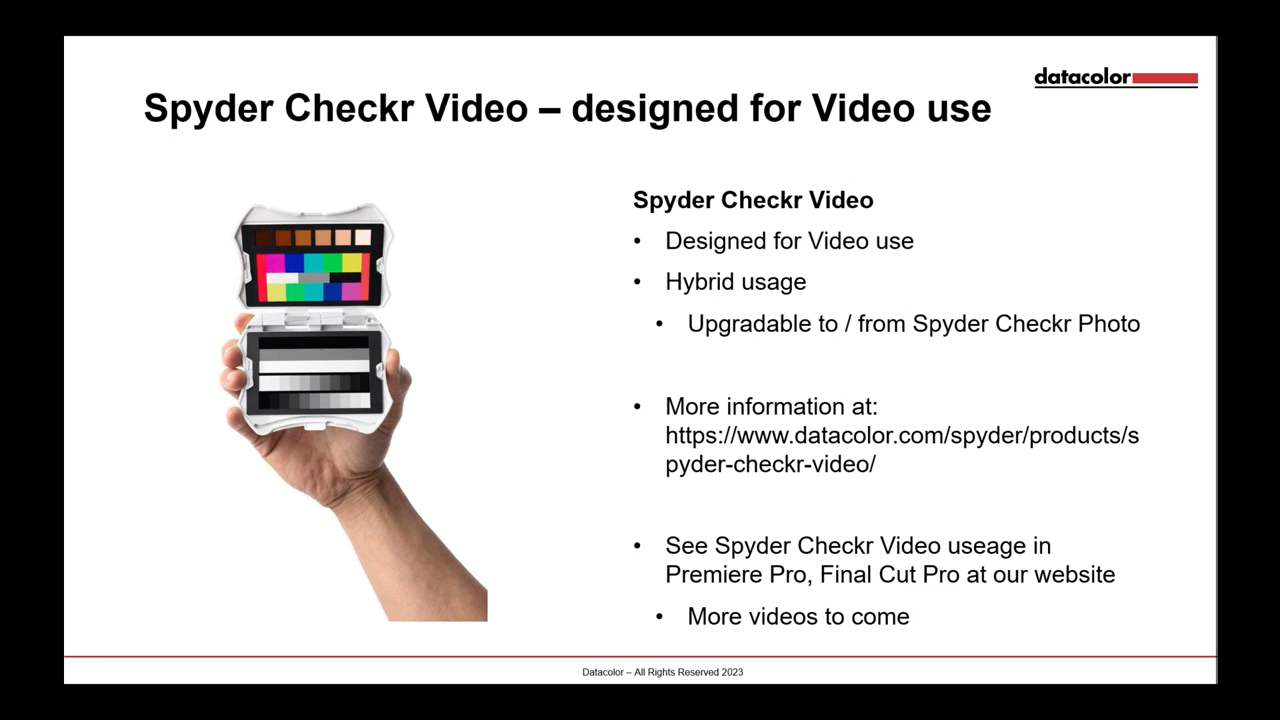 datacolor
Spyder Checkr Video – designed for Video use
Spyder Checkr Video
• Designed for Video use
• Hybrid usage
• Upgradable to / from Spyder Checkr Photo
• More information at:
https://www.datacolor.com/spyder/products/s
pyder-checkr-video/
• See Spyder Checkr Video useage in
Premiere Pro, Final Cut Pro at our website
• More videos to come
Datacolor – All Rights Reserved 2023